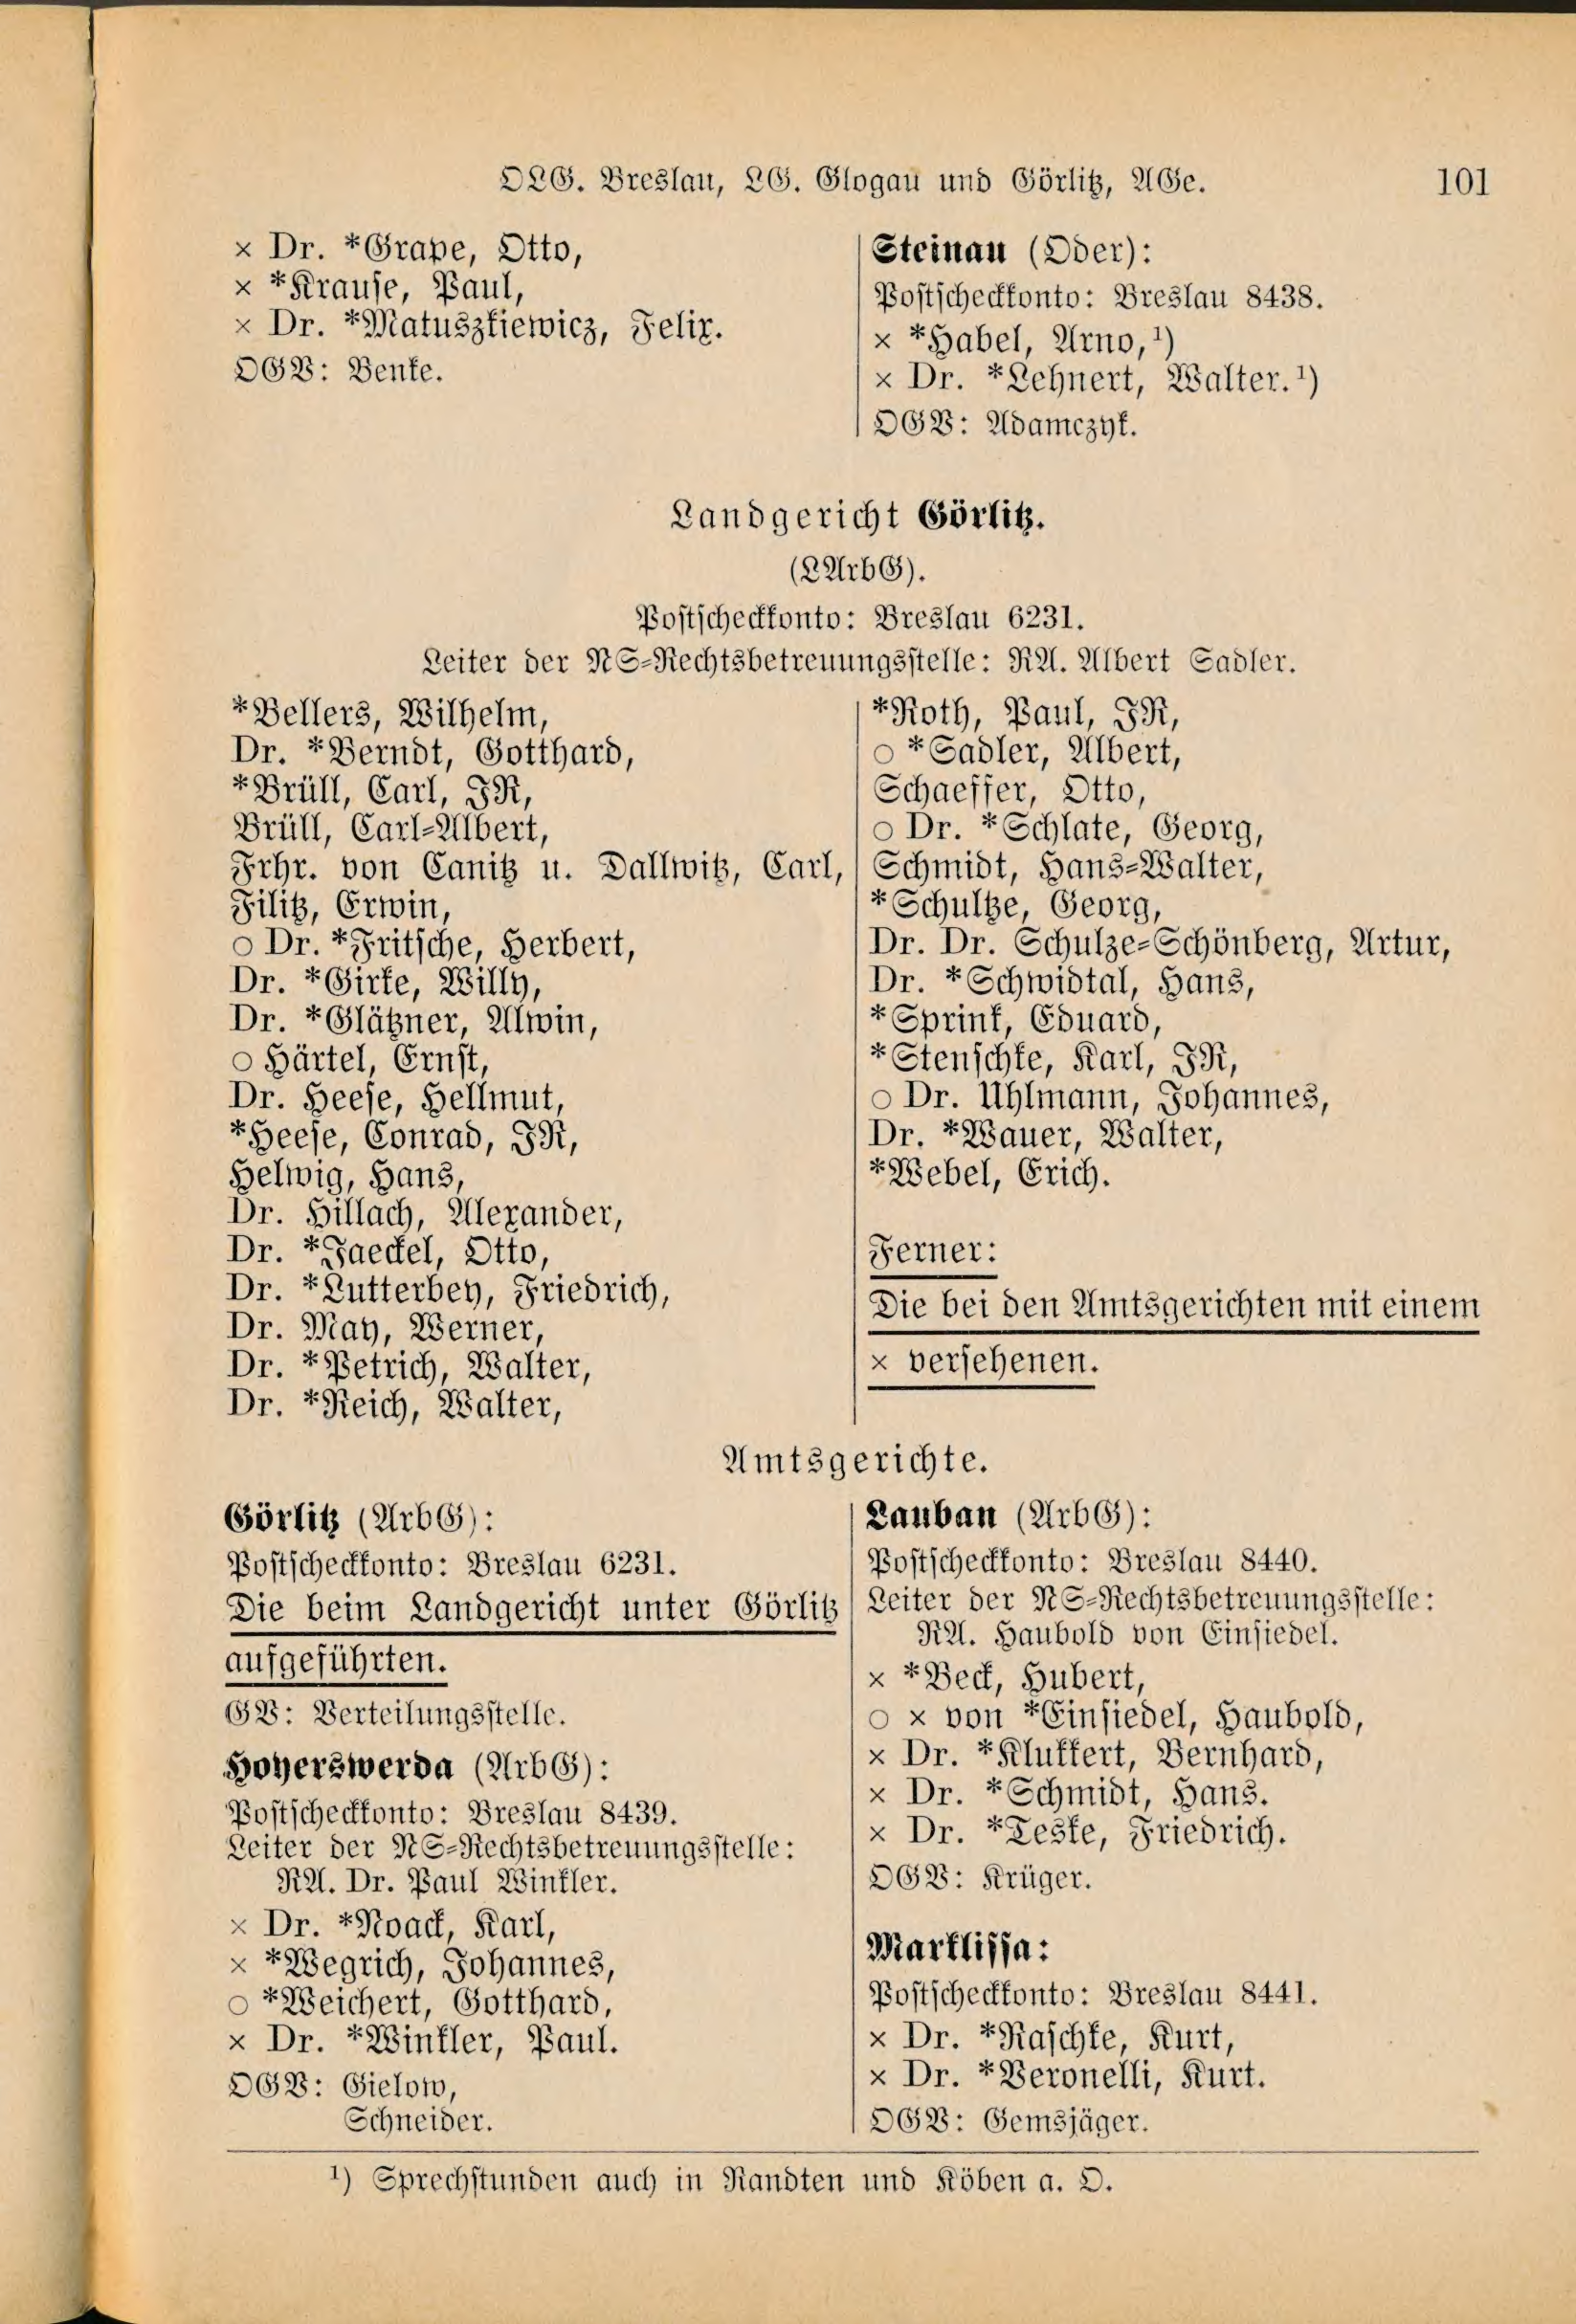 OLG. Breslau, LG. Glogau und Görlitz, AGe. 101
× Dr. *Grape, Otto,
× *Krause, Paul,
× Dr. *Matuszkiewicz, Felix.
OGV: Benke.
Steinau (Oder):
Postscheckkonto: Breslau 8438.
× *Habel, Arno,¹)
× Dr. *Lehnert, Walter.¹)
OGV: Adamczyk.
Landgericht Görlitz.
(LArbG).
Postscheckkonto: Breslau 6231.
Leiter der NS-Rechtsbetreuungsstelle: RA. Albert Sadler.
*Bellers, Wilhelm,
Dr. *Berndt, Gotthard,
*Brüll, Carl, JR,
Brüll, Carl-Albert,
Frhr. von Canitz u. Dallwitz, Carl,
Filitz, Erwin,
○ Dr. *Fritsche, Herbert,
Dr. *Girke, Willy,
Dr. *Glätzner, Alwin,
○ Härtel, Ernst,
Dr. Heese, Hellmut,
*Heese, Conrad, JR,
Helwig, Hans,
Dr. Hillach, Alexander,
Dr. *Jaeckel, Otto,
Dr. *Lutterbey, Friedrich,
Dr. May, Werner,
Dr. *Petrich, Walter,
Dr. *Reich, Walter,
*Roth, Paul, JR,
○ *Sadler, Albert,
Schaeffer, Otto,
○ Dr. *Schlate, Georg,
Schmidt, Hans-Walter,
*Schultze, Georg,
Dr. Dr. Schulze-Schönberg, Artur,
Dr. *Schwidtal, Hans,
*Sprink, Eduard,
*Stenschke, Karl, JR,
○ Dr. Uhlmann, Johannes,
Dr. *Wauer, Walter,
*Webel, Erich.
Ferner:
Die bei den Amtsgerichten mit einem
× versehenen.
Amtsgerichte.
Görlitz (ArbG):
Postscheckkonto: Breslau 6231.
Die beim Landgericht unter Görlitz
aufgeführten.
GV: Verteilungsstelle.
Hoyerswerda (ArbG):
Postscheckkonto: Breslau 8439.
Leiter der NS-Rechtsbetreuungsstelle:
RA. Dr. Paul Winkler.
× Dr. *Noack, Karl,
× *Wegrich, Johannes,
○ *Weichert, Gotthard,
× Dr. *Winkler, Paul.
OGV: Gielow,
Schneider.
Lauban (ArbG):
Postscheckkonto: Breslau 8440.
Leiter der NS-Rechtsbetreuungsstelle:
RA. Haubold von Einsiedel.
× *Beck, Hubert,
○ × von *Einsiedel, Haubold,
× Dr. *Kluffert, Bernhard,
× Dr. *Schmidt, Hans.
× Dr. *Teske, Friedrich.
OGV: Krüger.
Marklissa:
Postscheckkonto: Breslau 8441.
× Dr. *Raschke, Kurt,
× Dr. *Veronelli, Kurt.
OGV: Gemsjäger.
¹) Sprechstunden auch in Raudten und Köben a. O.